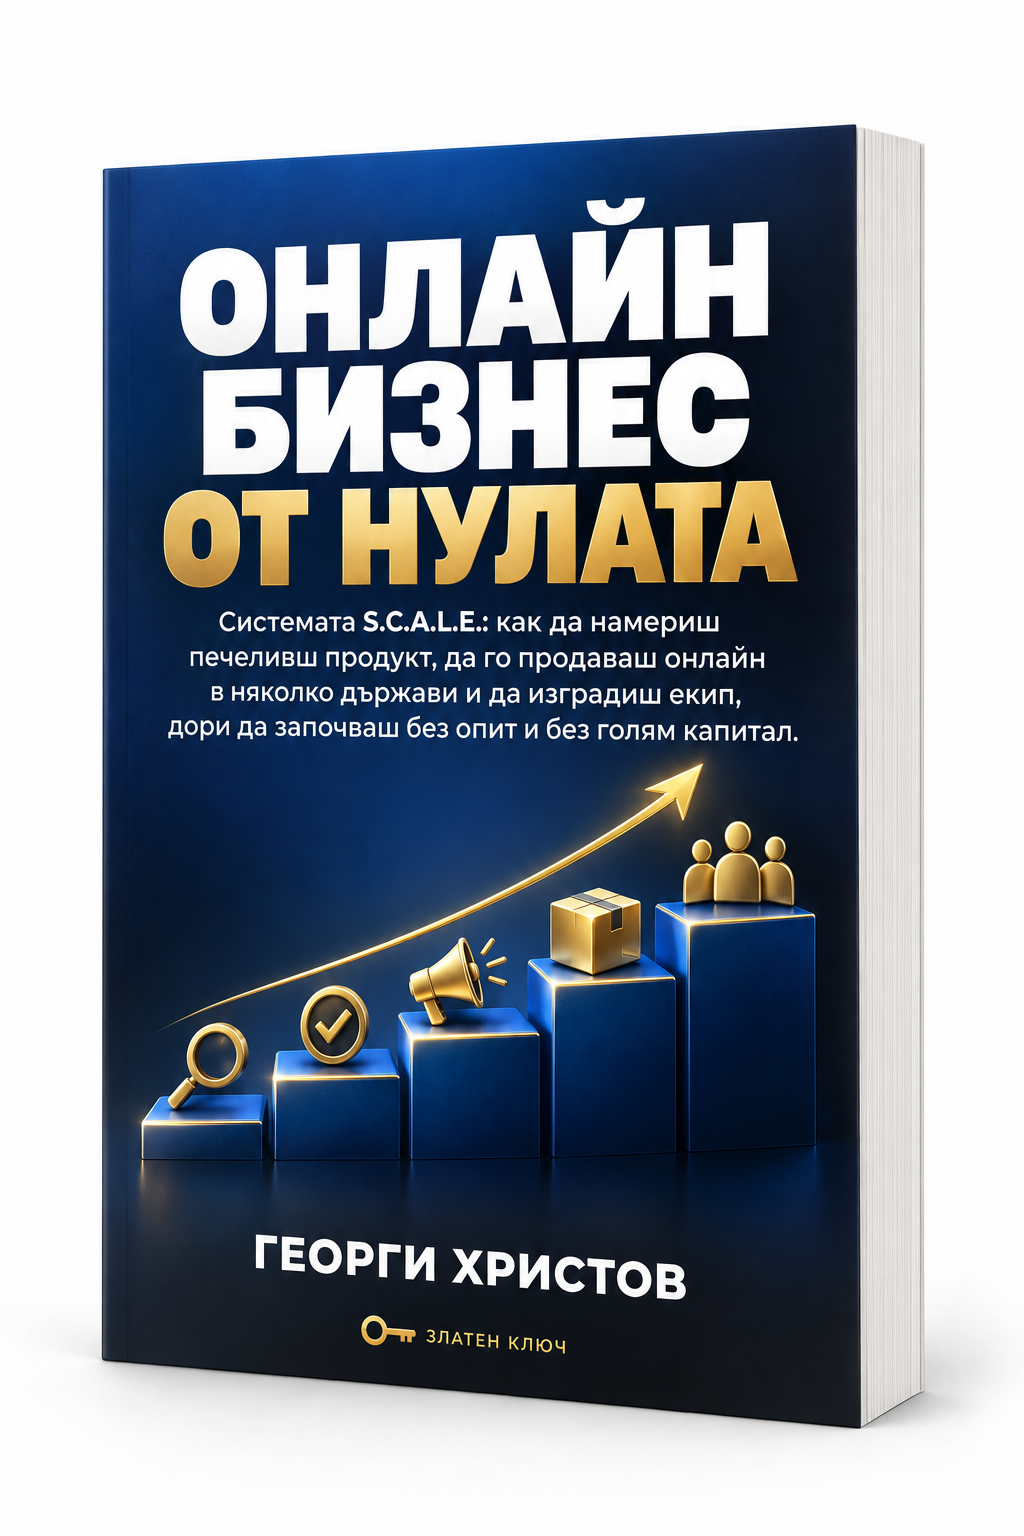 ОНЛАЙН
БИЗНЕС
ОТ НУЛАТА
Системата S.C.A.L.E.: как да намериш
печеливш продукт, да го продаваш онлайн
в няколко държави и да изградиш екип,
дори да започваш без опит и без голям капитал.
ГЕОРГИ ХРИСТОВ
ЗЛАТЕН КЛЮЧ